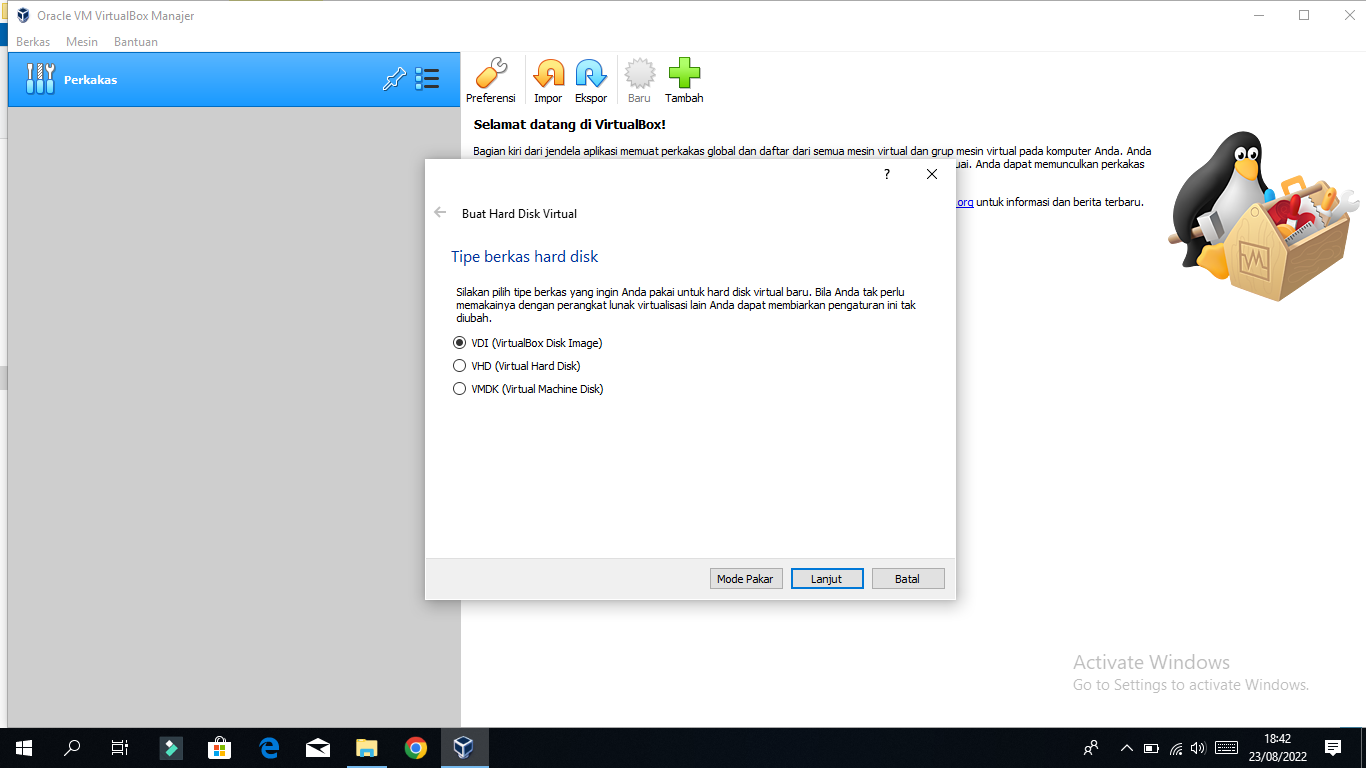 Oracle VM VirtualBox Manajer
Berkas Mesin Bantuan
Perkakas
Preferensi Impor Ekspor Baru Tambah
Selamat datang di VirtualBox!
Bagian kiri dari jendela aplikasi memuat perkakas global dan daftar dari semua mesin virtual dan grup mesin virtual pada komputer Anda. Anda
uai. Anda dapat memunculkan perkakas
.org untuk informasi dan berita terbaru.
?
Buat Hard Disk Virtual
Tipe berkas hard disk
Silakan pilih tipe berkas yang ingin Anda pakai untuk hard disk virtual baru. Bila Anda tak perlu
memakainya dengan perangkat lunak virtualisasi lain Anda dapat membiarkan pengaturan ini tak
diubah.
VDI (VirtualBox Disk Image)
VHD (Virtual Hard Disk)
VMDK (Virtual Machine Disk)
Mode Pakar Lanjut Batal
Activate Windows
Go to Settings to activate Windows.
18:42
23/08/2022